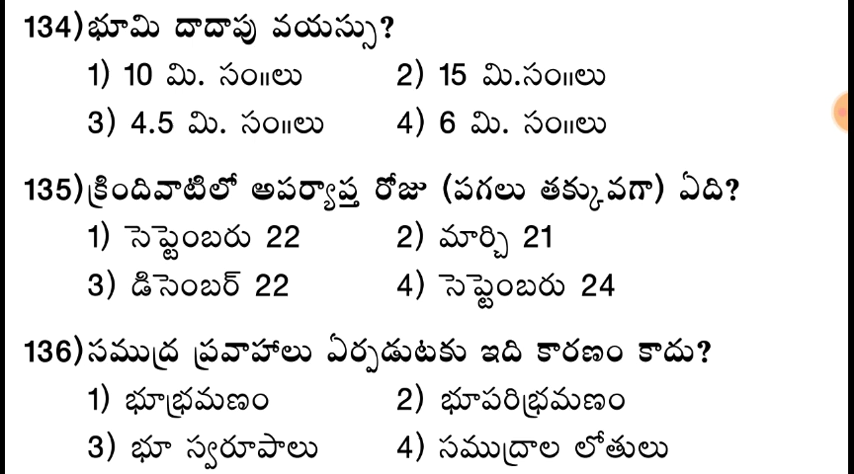 134) భూమి దాదాపు వయస్సు?
1) 10 మి. సం॥లు 2) 15 మి.సం॥లు
3) 4.5 మి. సం॥లు 4) 6 మి. సం॥లు
135) క్రిందివాటిలో అపర్యాప్త రోజు (పగలు తక్కువగా) ఏది?
1) సెప్టెంబరు 22 2) మార్చి 21
3) డిసెంబర్ 22 4) సెప్టెంబరు 24
136) సముద్ర ప్రవాహాలు ఏర్పడుటకు ఇది కారణం కాదు?
1) భూభ్రమణం 2) భూపరిభ్రమణం
3) భూ స్వరూపాలు 4) సముద్రాల లోతులు